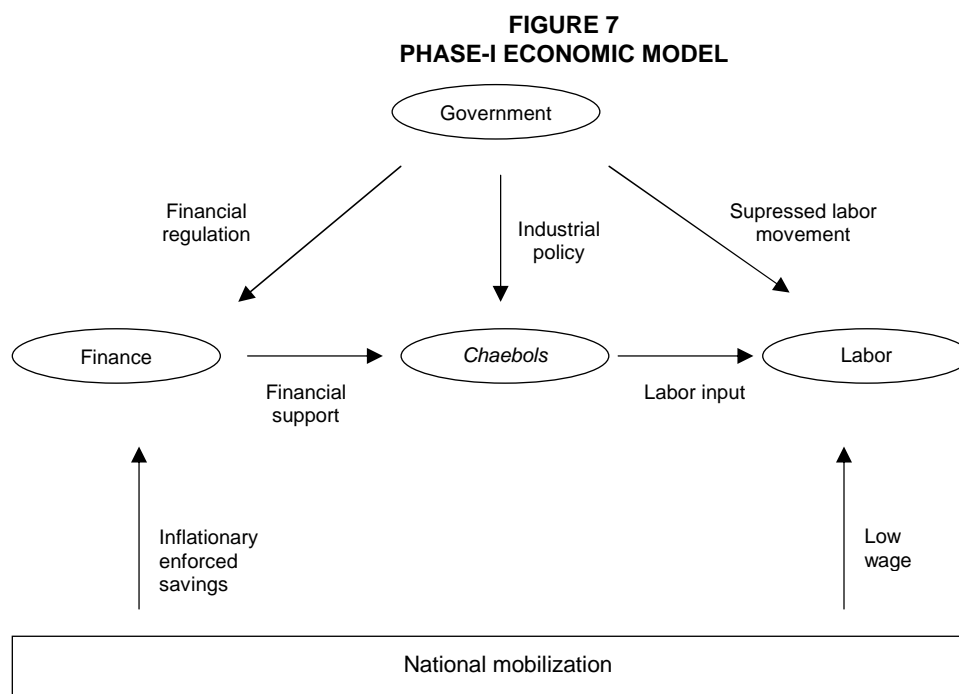 FIGURE 7
PHASE-I ECONOMIC MODEL
Government
Financial
regulation
Industrial
policy
Supressed labor
movement
Finance
Chaebols
Labor
Financial
support
Labor input
Inflationary
enforced
savings
Low
wage
National mobilization